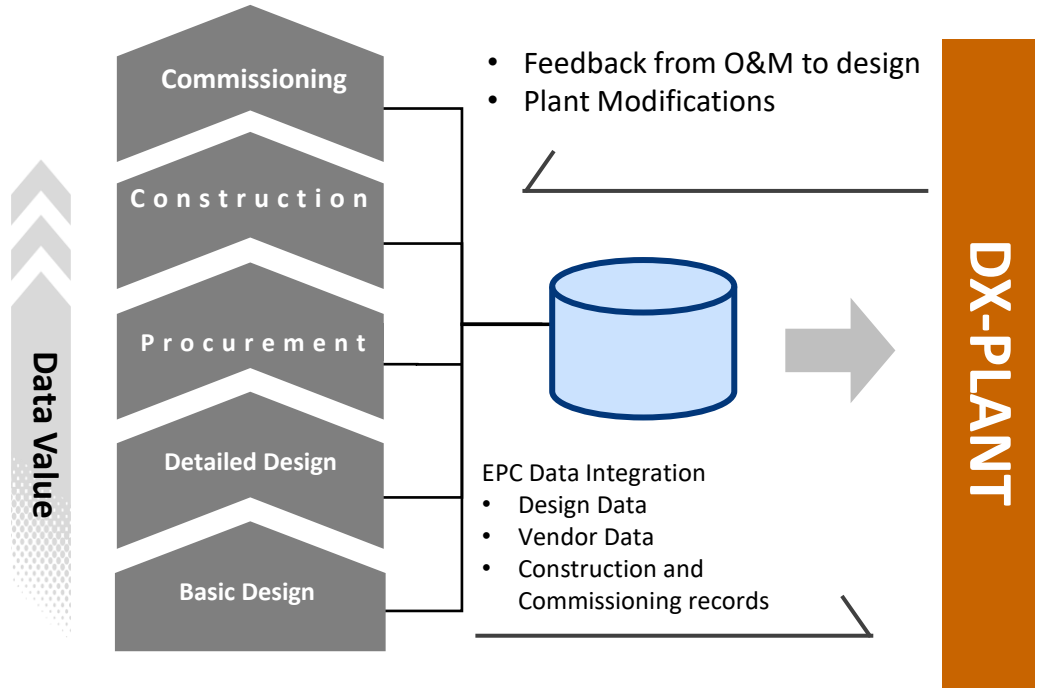 Commissioning
Construction
Procurement
Detailed Design
Basic Design
Data Value
• Feedback from O&M to design
• Plant Modifications
EPC Data Integration
• Design Data
• Vendor Data
• Construction and
Commissioning records
DX-PLANT